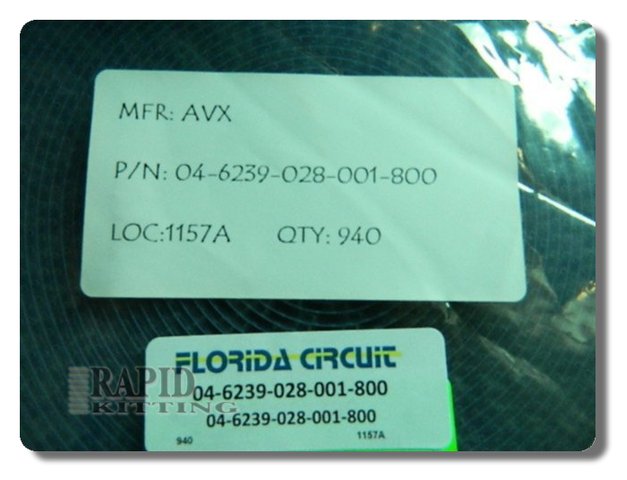 MFR: AVX
P/N: 04-6239-028-001-800
LOC:1157A QTY: 940
FLORIDA CIRCUIT
04-6239-028-001-800
04-6239-028-001-800
940 1157A
RAPID
KITTING